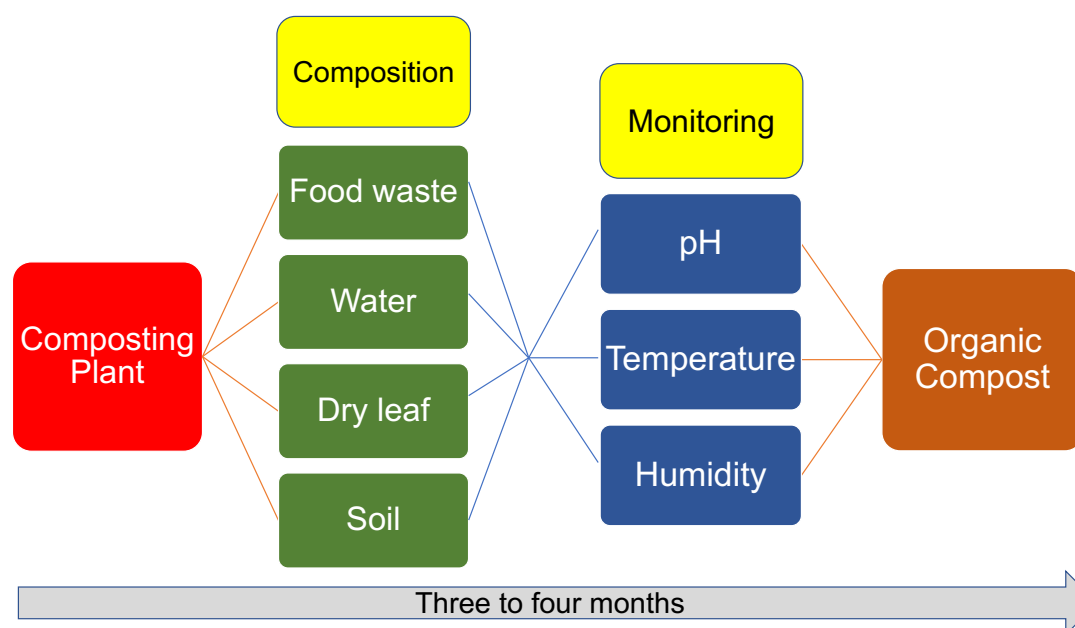 Composition
Monitoring
Food waste
Water
Dry leaf
Soil
Composting
Plant
pH
Temperature
Humidity
Organic
Compost
Three to four months